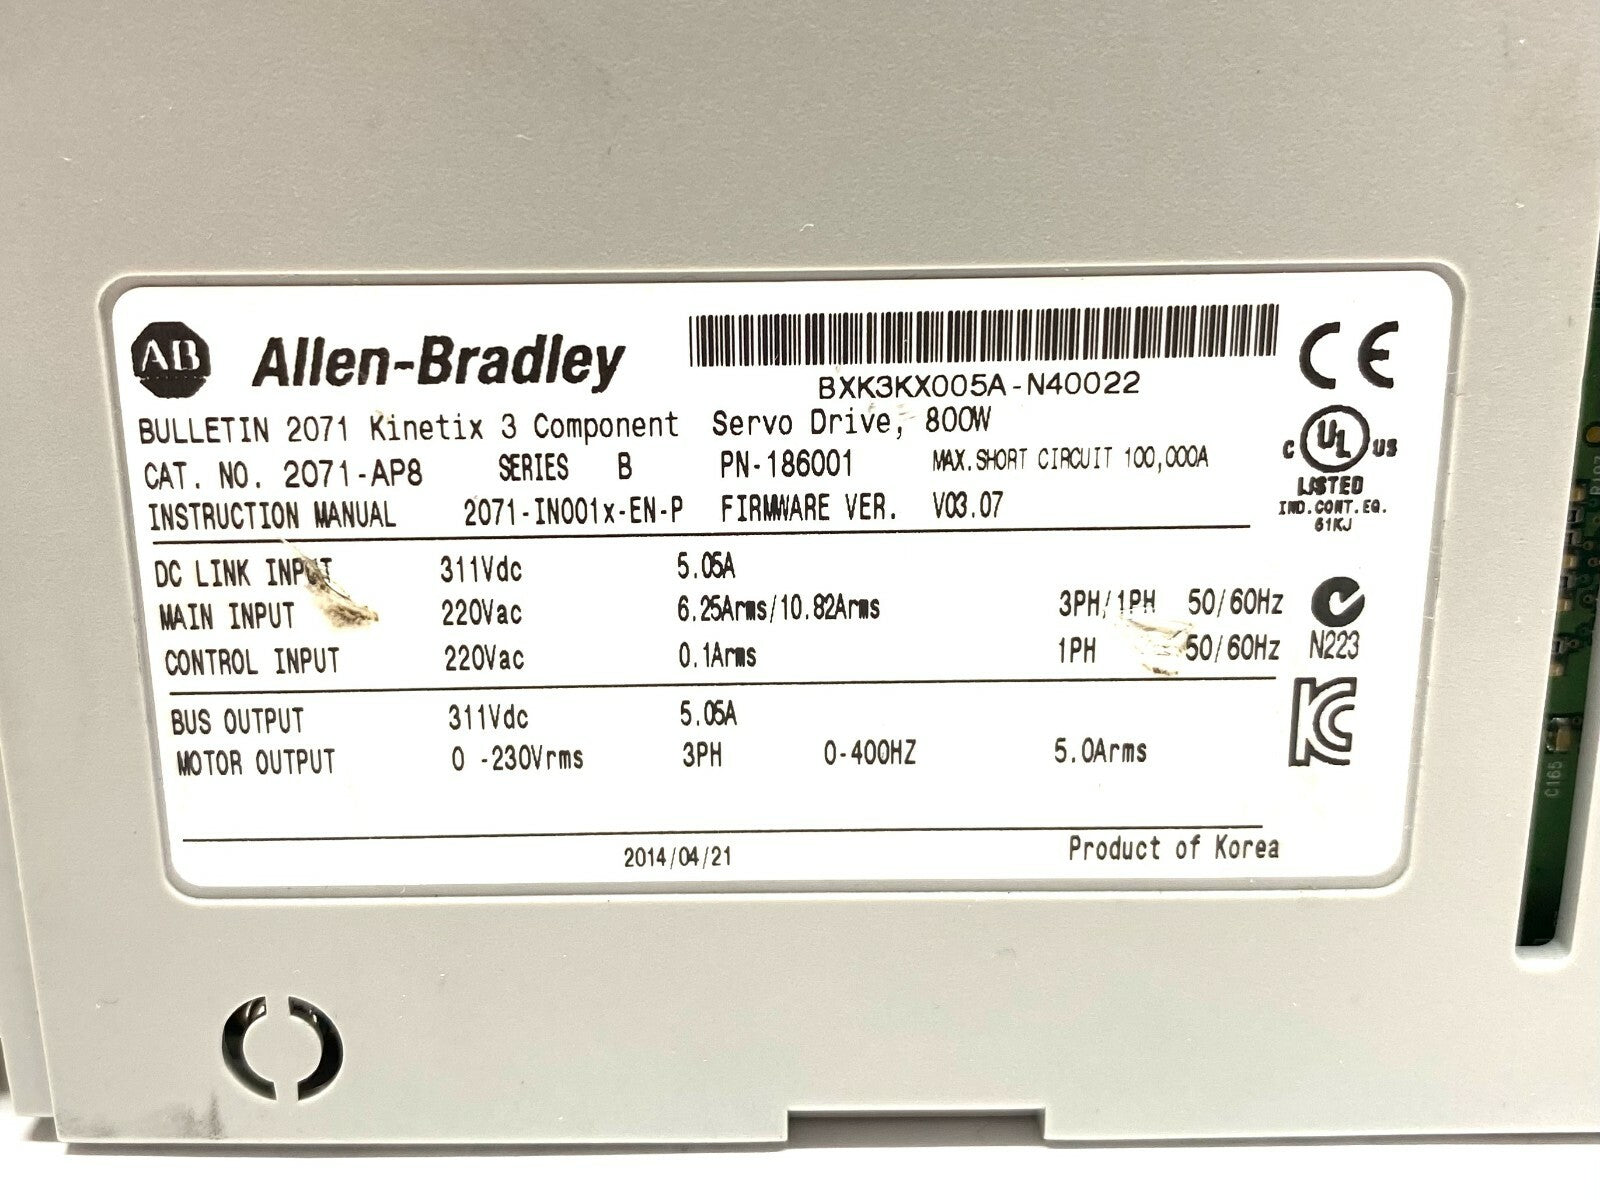 AB Allen-Bradley
BXK3KX005A-N40022
CE
BULLETIN 2071 Kinetix 3 Component Servo Drive, 800W
CAT. NO. 2071-AP8 SERIES B PN-186001 MAX.SHORT CIRCUIT 100,000A
INSTRUCTION MANUAL 2071-IN001x-EN-P FIRMWARE VER. V03.07
C UL US
LISTED
IND.CONT.EQ.
61KJ
DC LINK INPUT 311Vdc 5.05A
MAIN INPUT 220Vac 6.25Arms/10.82Arms 3PH/1PH 50/60Hz
CONTROL INPUT 220Vac 0.1Arms 1PH 50/60Hz
N223
BUS OUTPUT 311Vdc 5.05A
MOTOR OUTPUT 0 -230Vrms 3PH 0-400HZ 5.0Arms
KC
2014/04/21
Product of Korea
C165